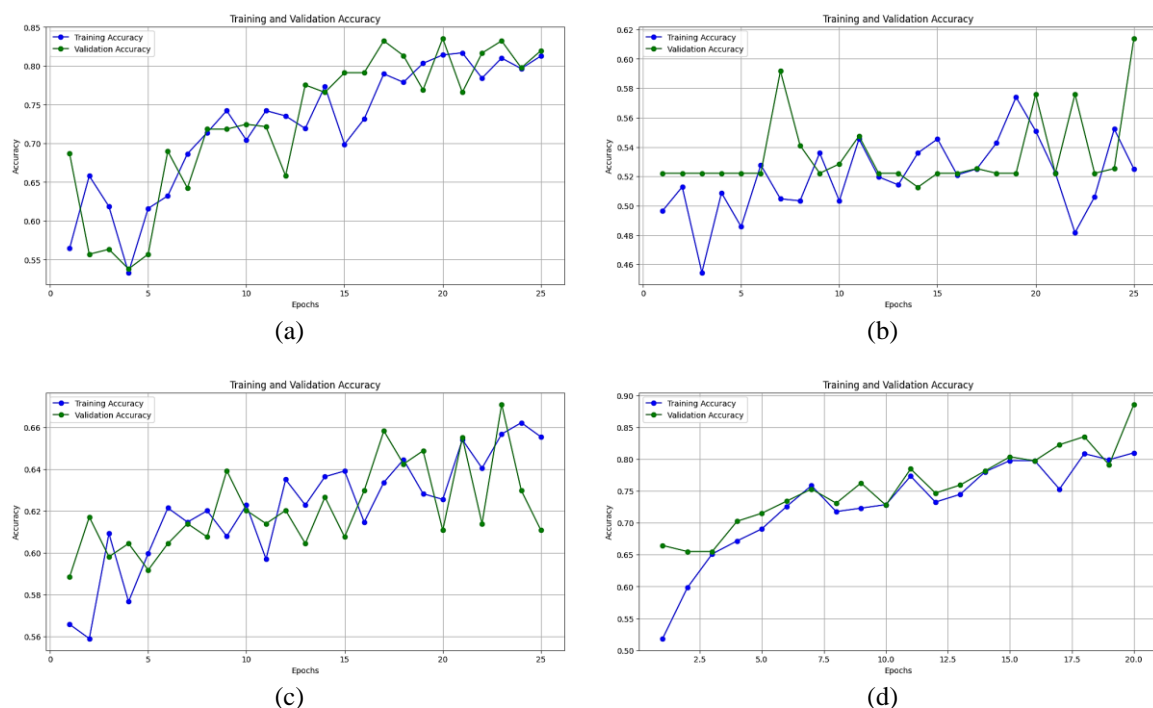 Training and Validation Accuracy
Training Accuracy
Validation Accuracy
Accuracy
0.85
0.80
0.75
0.70
0.65
0.60
0.55
0 5 10 15 20 25
Epochs
(a)
Training and Validation Accuracy
Training Accuracy
Validation Accuracy
Accuracy
0.62
0.60
0.58
0.56
0.54
0.52
0.50
0.48
0.46
0 5 10 15 20 25
Epochs
(b)
Training and Validation Accuracy
Training Accuracy
Validation Accuracy
Accuracy
0.66
0.64
0.62
0.60
0.58
0.56
0 5 10 15 20 25
Epochs
(c)
Training and Validation Accuracy
Training Accuracy
Validation Accuracy
Accuracy
0.90
0.85
0.80
0.75
0.70
0.65
0.60
0.55
0.50
2.5 5.0 7.5 10.0 12.5 15.0 17.5 20.0
Epochs
(d)